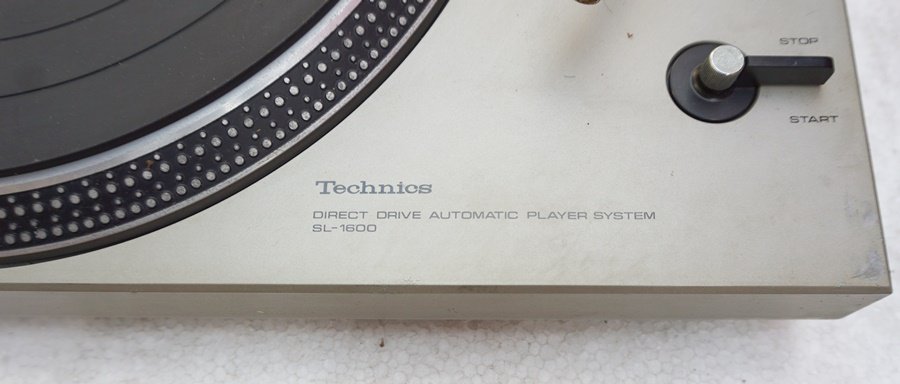 STOP
START
Technics
DIRECT DRIVE AUTOMATIC PLAYER SYSTEM
SL-1600